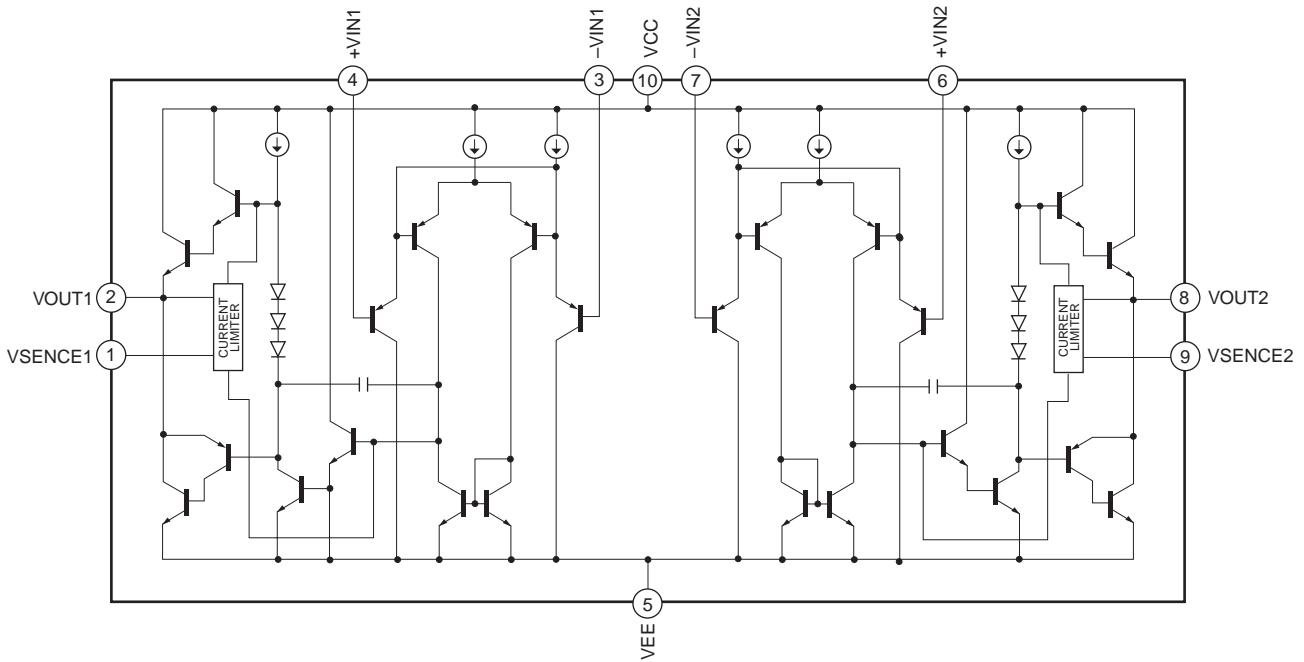 +VIN1
–VIN1
VCC
–VIN2
+VIN2
4
3
10
7
6
VOUT1
2
CURRENT
LIMITER
VSENCE1
1
CURRENT
LIMITER
8
VOUT2
9
VSENCE2
5
VEE